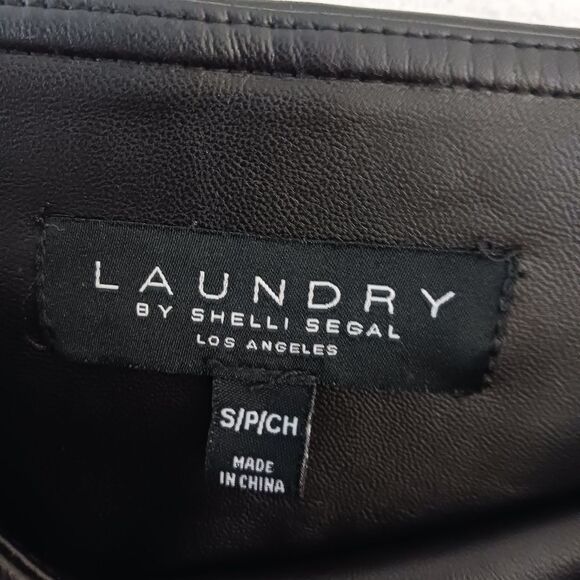 LAUNDRY
BY SHELLI SEGAL
LOS ANGELES
S/P/CH
MADE
IN CHINA